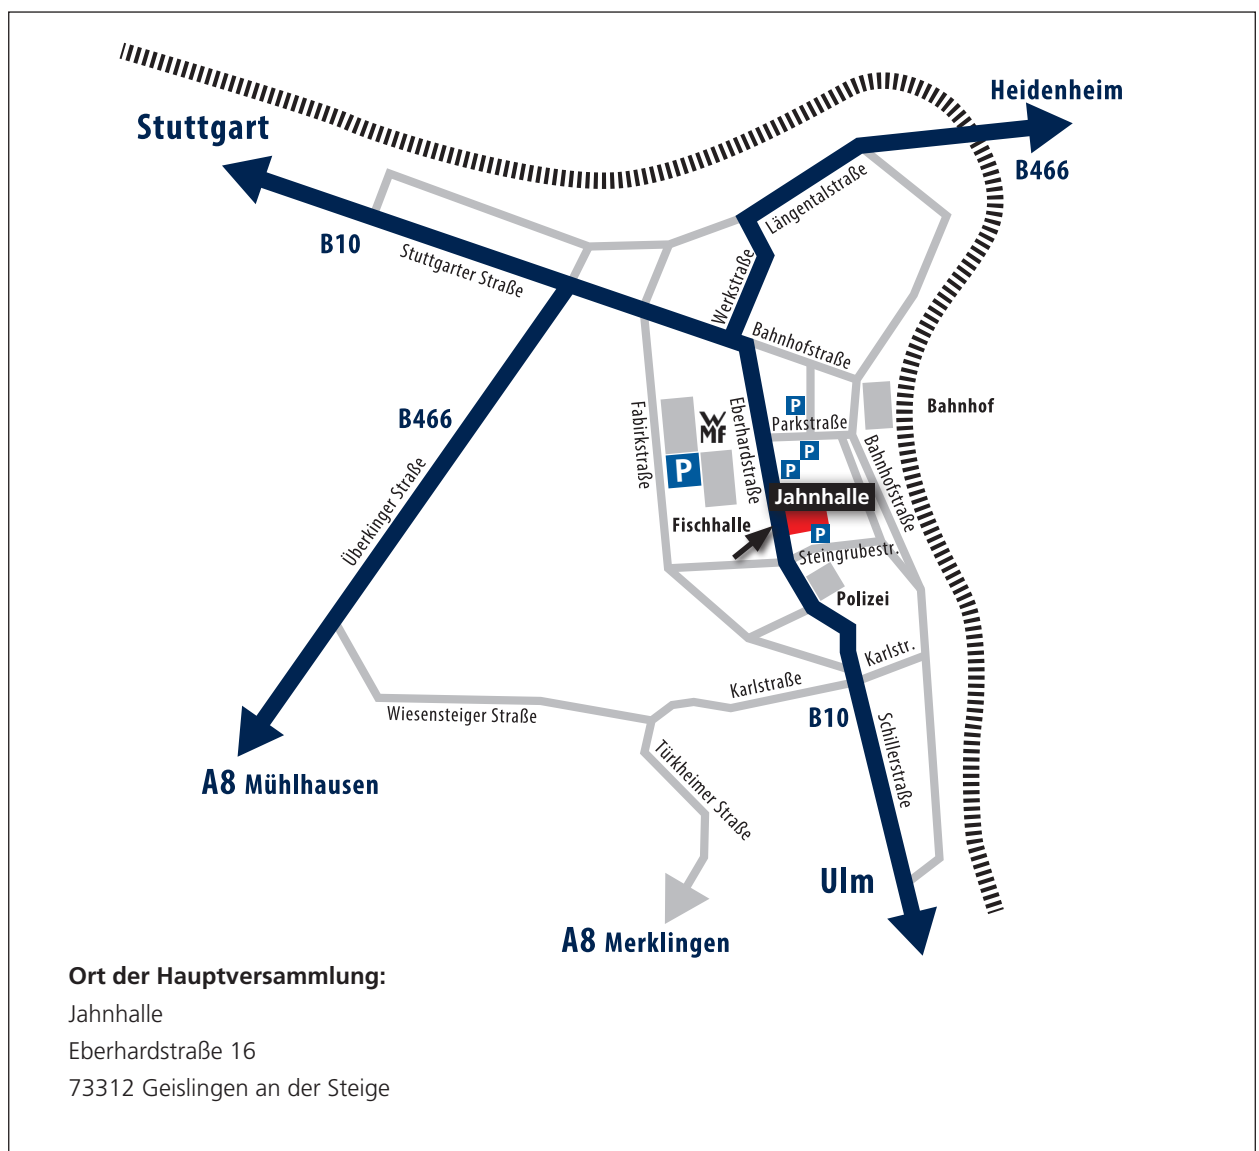 Heidenheim
Stuttgart
B466
Längentalstraße
B10
Stuttgarter Straße
Werkstraße
Bahnhofstraße
B466
Fabirkstraße
WMF
Eberhardstraße
P
Parkstraße
Bahnhof
Bahnhofstraße
P
P
P
Überkinger Straße
Jahnhalle
Fischhalle
P
Steingrubestr.
Polizei
Karlstr.
Karlstraße
Wiesensteiger Straße
B10
Schillerstraße
Türkheimer Straße
A8 Mühlhausen
Ulm
A8 Merklingen
Ort der Hauptversammlung:
Jahnhalle
Eberhardstraße 16
73312 Geislingen an der Steige